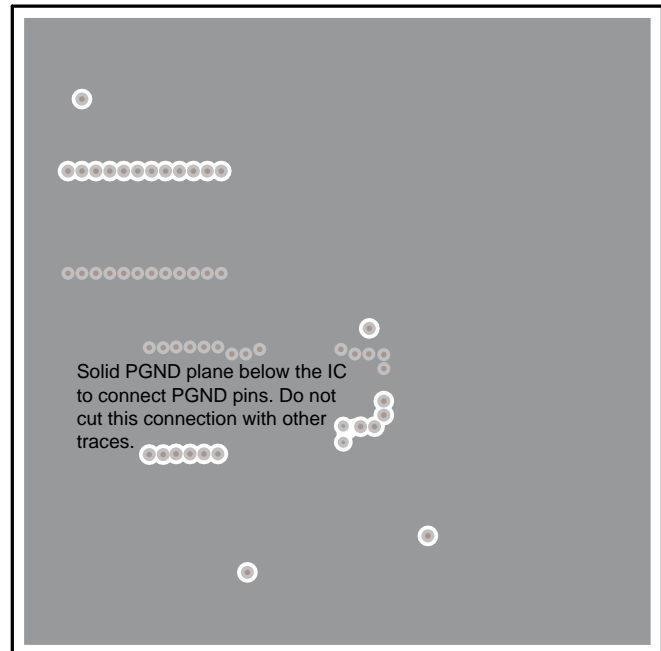 Solid PGND plane below the IC
to connect PGND pins. Do not
cut this connection with other
traces.